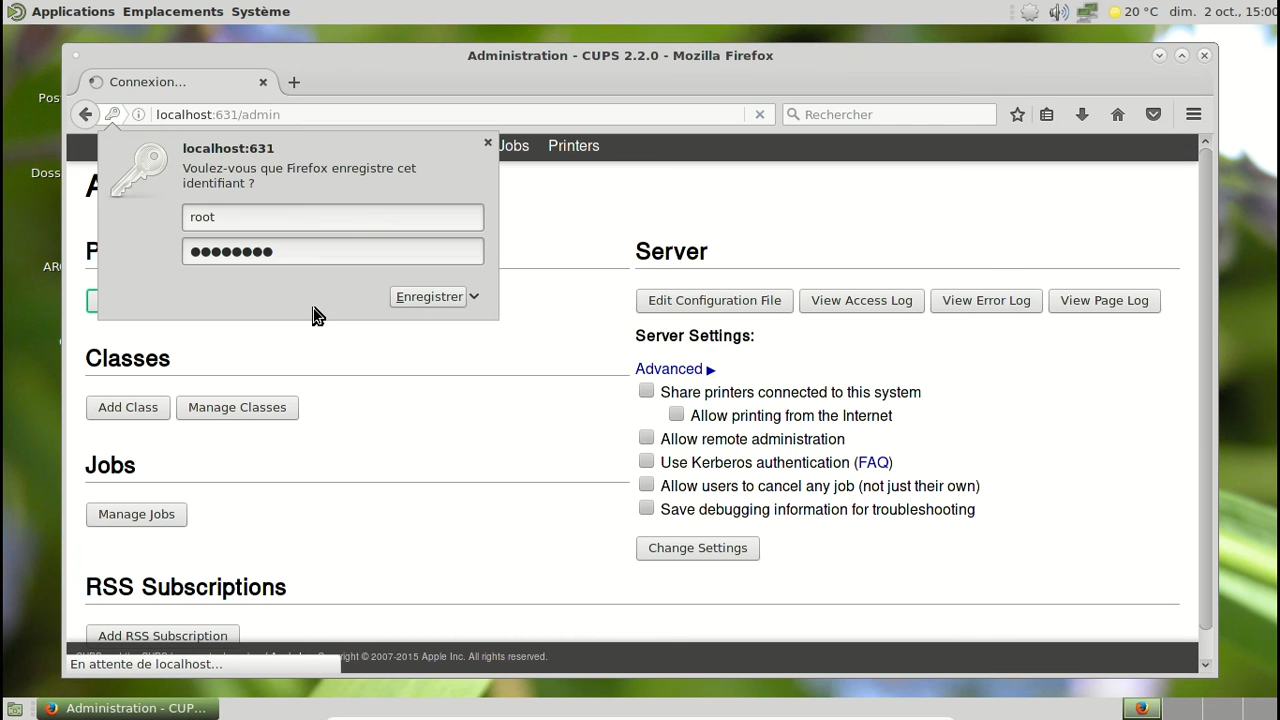 Applications Emplacements Système
20 °C dim. 2 oct., 15:00
Administration - CUPS 2.2.0 - Mozilla Firefox
Connexion...
localhost:631/admin
Rechercher
Jobs Printers
localhost:631
Voulez-vous que Firefox enregistre cet
identifiant ?
root
●●●●●●●●
Enregistrer
Server
Edit Configuration File View Access Log View Error Log View Page Log
Server Settings:
Advanced ▶
Share printers connected to this system
Allow printing from the Internet
Allow remote administration
Use Kerberos authentication (FAQ)
Allow users to cancel any job (not just their own)
Save debugging information for troubleshooting
Change Settings
Classes
Add Class Manage Classes
Jobs
Manage Jobs
RSS Subscriptions
Add RSS Subscription
Copyright © 2007-2015 Apple Inc. All rights reserved.
En attente de localhost...
Administration - CUP...